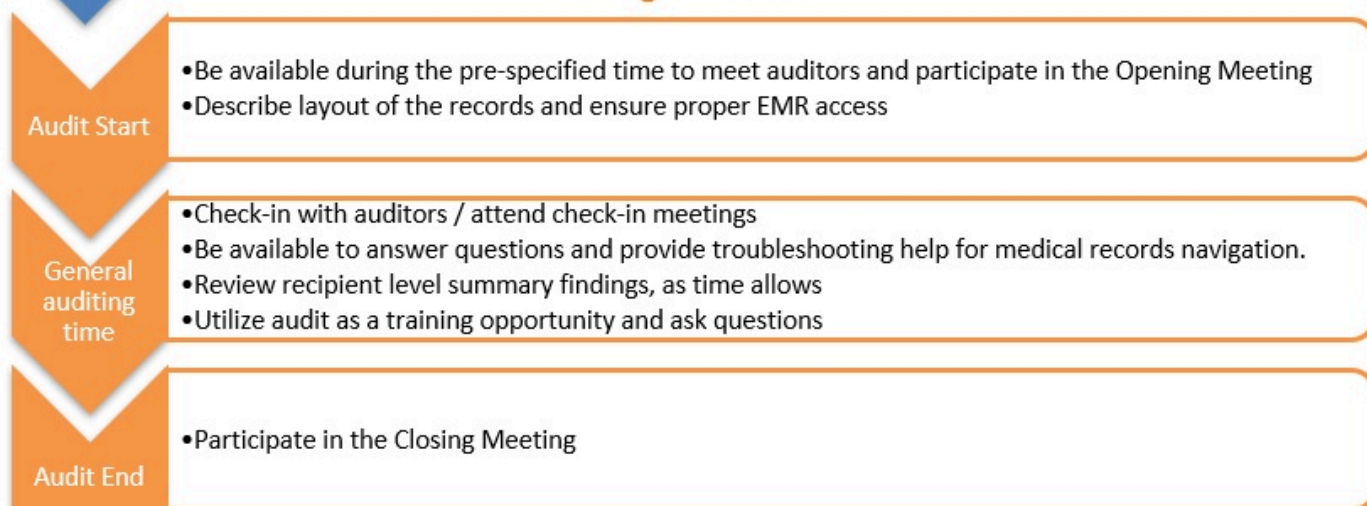 Audit Start
•Be available during the pre-specified time to meet auditors and participate in the Opening Meeting
•Describe layout of the records and ensure proper EMR access
General
auditing
time
•Check-in with auditors / attend check-in meetings
•Be available to answer questions and provide troubleshooting help for medical records navigation.
•Review recipient level summary findings, as time allows
•Utilize audit as a training opportunity and ask questions
Audit End
•Participate in the Closing Meeting